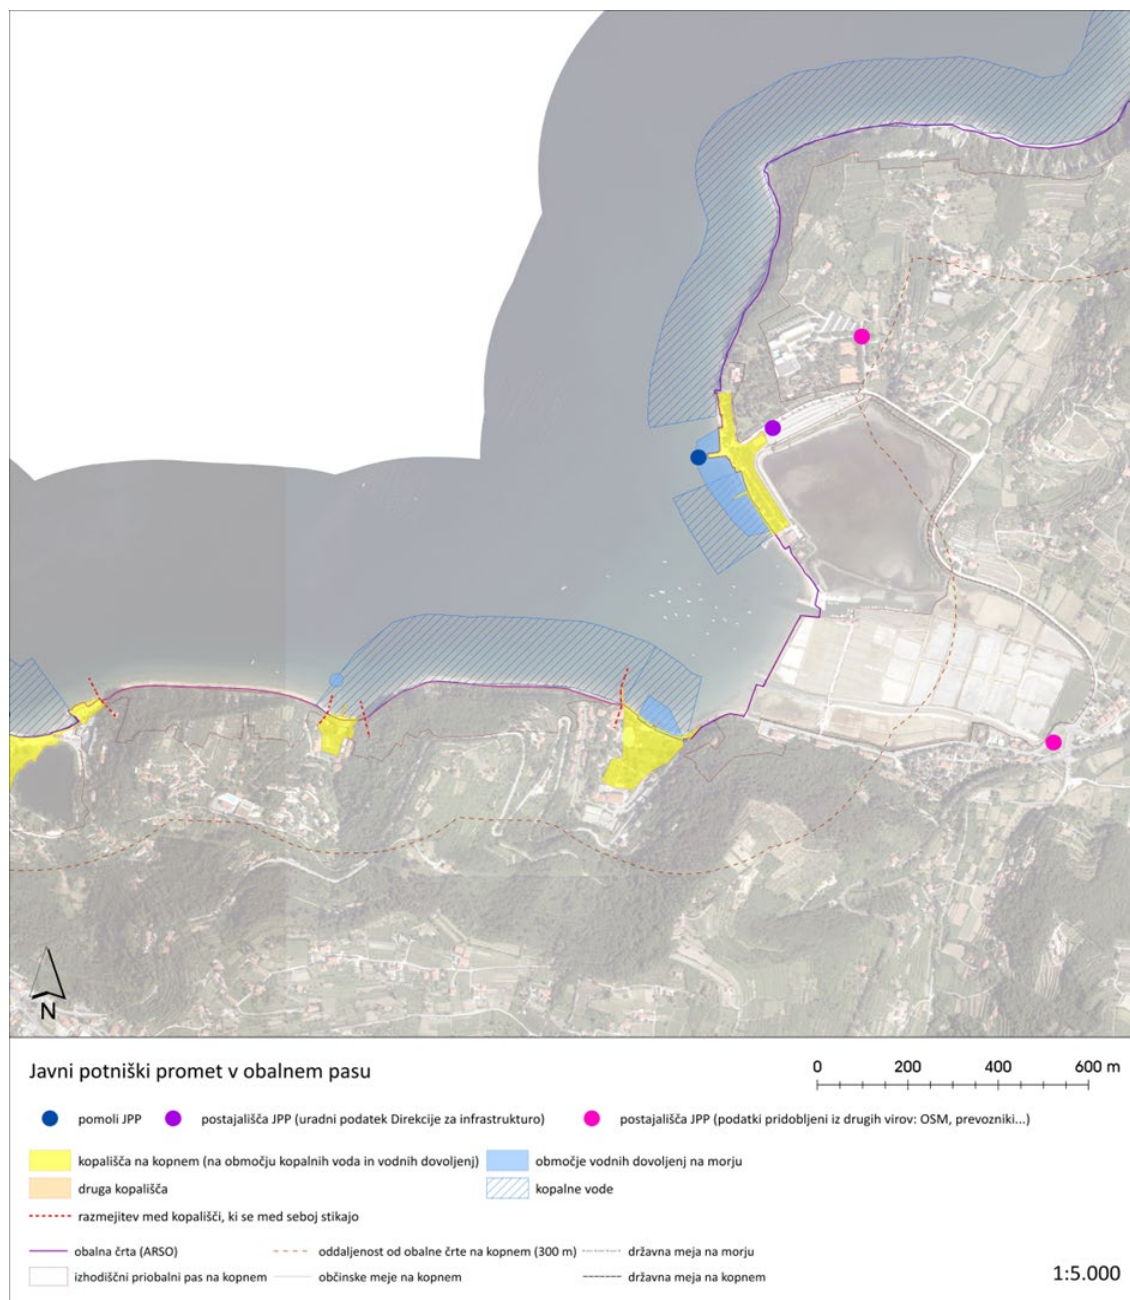 N
Javni potniški promet v obalnem pasu
0 200 400 600 m
pomoli JPP postajališča JPP (uradni podatek Direkcije za infrastrukturo) postajališča JPP (podatki pridobljeni iz drugih virov: OSM, prevozniki...)
kopališča na kopnem (na območju kopalnih voda in vodnih dovoljenj) območje vodnih dovoljenj na morju
druga kopališča kopalne vode
razmejitev med kopališči, ki se med seboj stikajo
obalna črta (ARSO) oddaljenost od obalne črte na kopnem (300 m) državna meja na morju
izhodiščni priobalni pas na kopnem občinske meje na kopnem državna meja na kopnem
1:5.000